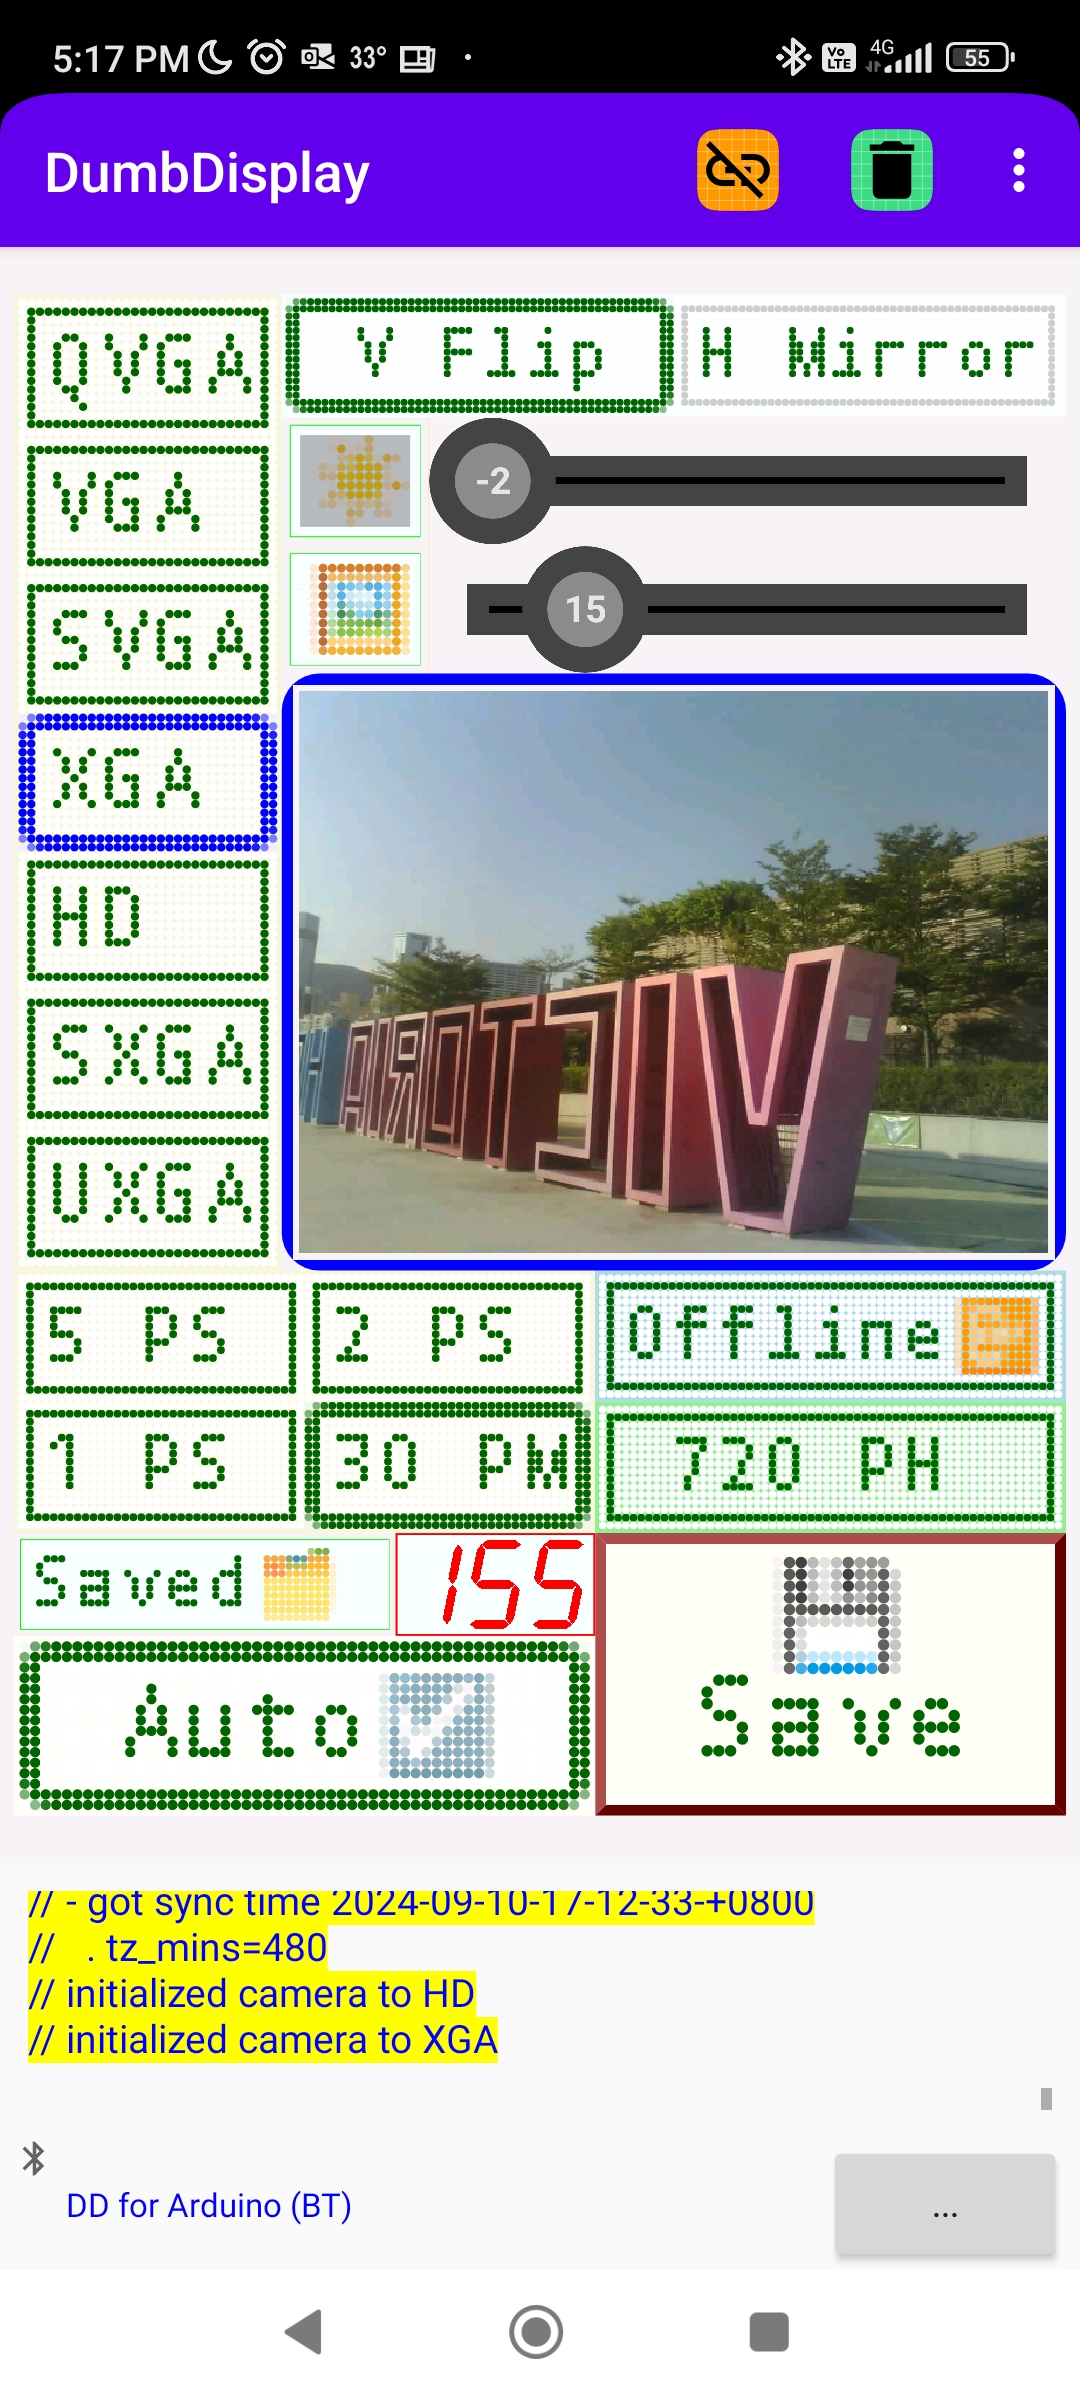 5:17 PM 33° Vo LTE 4G 55
DumbDisplay
QVGA
V Flip
H Mirror
VGA
-2
SVGA
15
XGA
HD
SXGA
UXGA
VICTORIA
5 PS
2 PS
Offline
1 PS
30 PM
720 PH
Saved
155
Auto
Save
// - got sync time 2024-09-10-17-12-33-+0800
// . tz_mins=480
// initialized camera to HD
// initialized camera to XGA
DD for Arduino (BT)
...